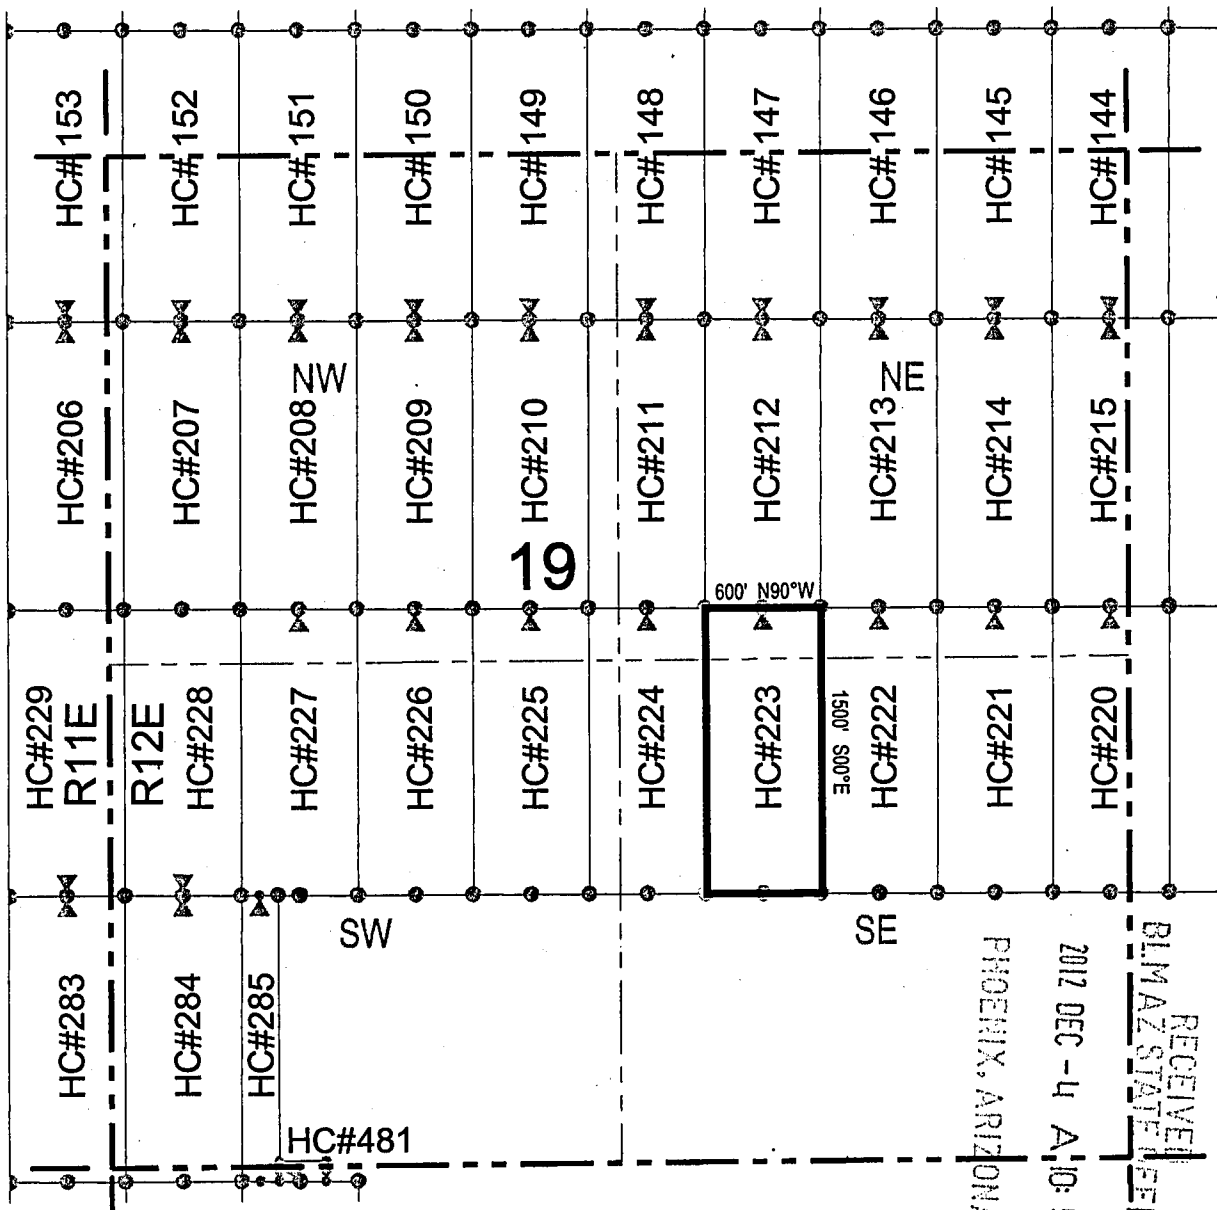 HC# 153
HC# 152
HC# 151
HC# 150
HC# 149
HC# 148
HC# 147
HC# 146
HC# 145
HC# 144
NW
NE
HC#206
HC#207
HC#208
HC#209
HC#210
HC#211
HC#212
HC#213
HC#214
HC#215
19
600' N90°W
HC#229
R11E
R12E
HC#228
HC#227
HC#226
HC#225
HC#224
HC#223
1500' S00°E
HC#222
HC#221
HC#220
SW
SE
HC#283
HC#284
HC#285
HC#481
RECEIVED
BLM AZ STATE
2012 DEC -4 A 10:
PHOENIX, ARIZONA